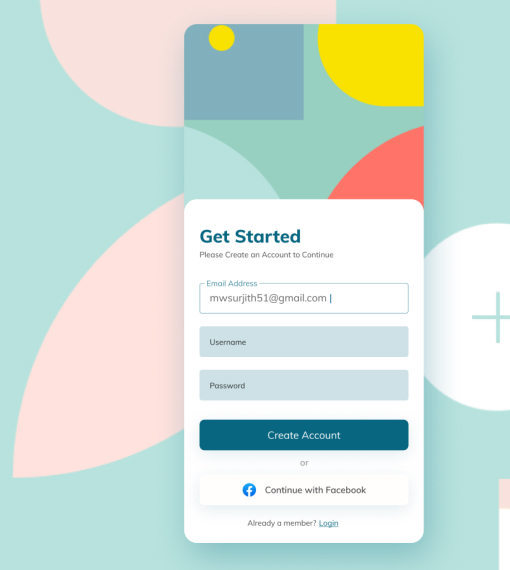 Get Started
Please Create an Account to Continue
Email Address
mwsurjith51@gmail.com
Username
Password
Create Account
or
Continue with Facebook
Already a member? Login